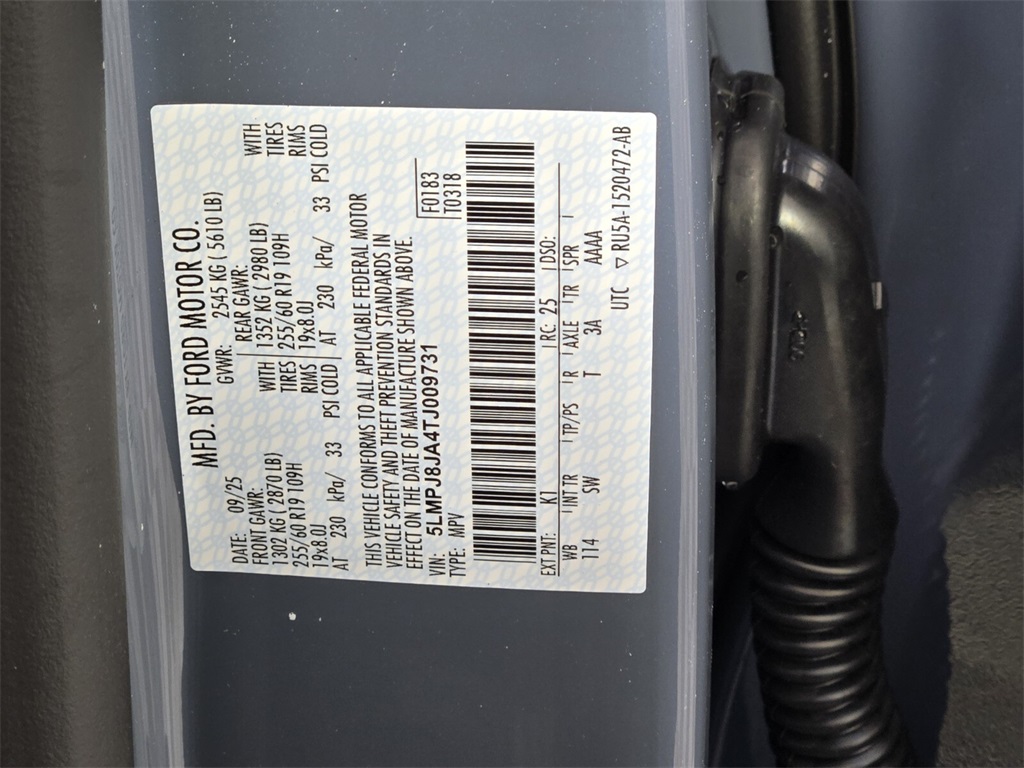 MFD. BY FORD MOTOR CO.
DATE: 09/25 GVWR: 2545 KG ( 5610 LB)
FRONT GAWR: REAR GAWR:
1302 KG ( 2870 LB) WITH 1352 KG ( 2980 LB) WITH
255/60 R19 109H TIRES 255/60 R19 109H TIRES
19x8.0J RIMS 19x8.0J RIMS
AT 230 kPa/ 33 PSI COLD AT 230 kPa/ 33 PSI COLD
THIS VEHICLE CONFORMS TO ALL APPLICABLE FEDERAL MOTOR
VEHICLE SAFETY AND THEFT PREVENTION STANDARDS IN
EFFECT ON THE DATE OF MANUFACTURE SHOWN ABOVE.
VIN: 5LMPJ8JA4TJ009731 F0183
TYPE: MPV T0318
EXT PNT: K1 RC: 25 DSO:
WB INT TR TP/PS R AXLE TR SPR
114 SW T 3A AAAA
UTC ▽ RU5A-1520472-AB